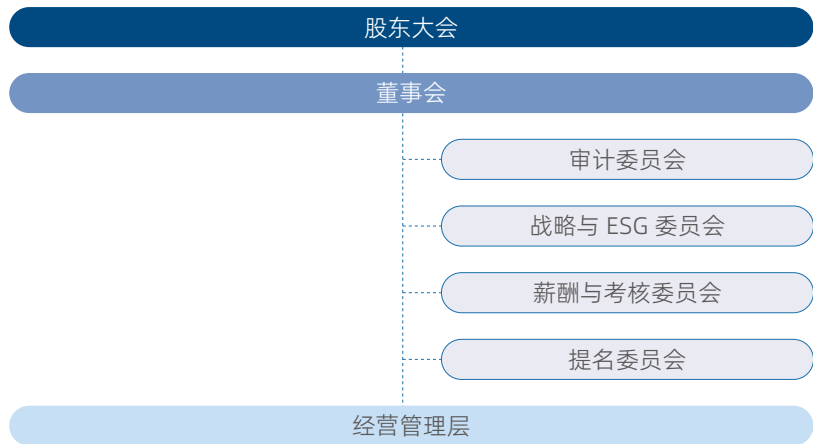 股东大会
董事会
审计委员会
战略与 ESG 委员会
薪酬与考核委员会
提名委员会
经营管理层